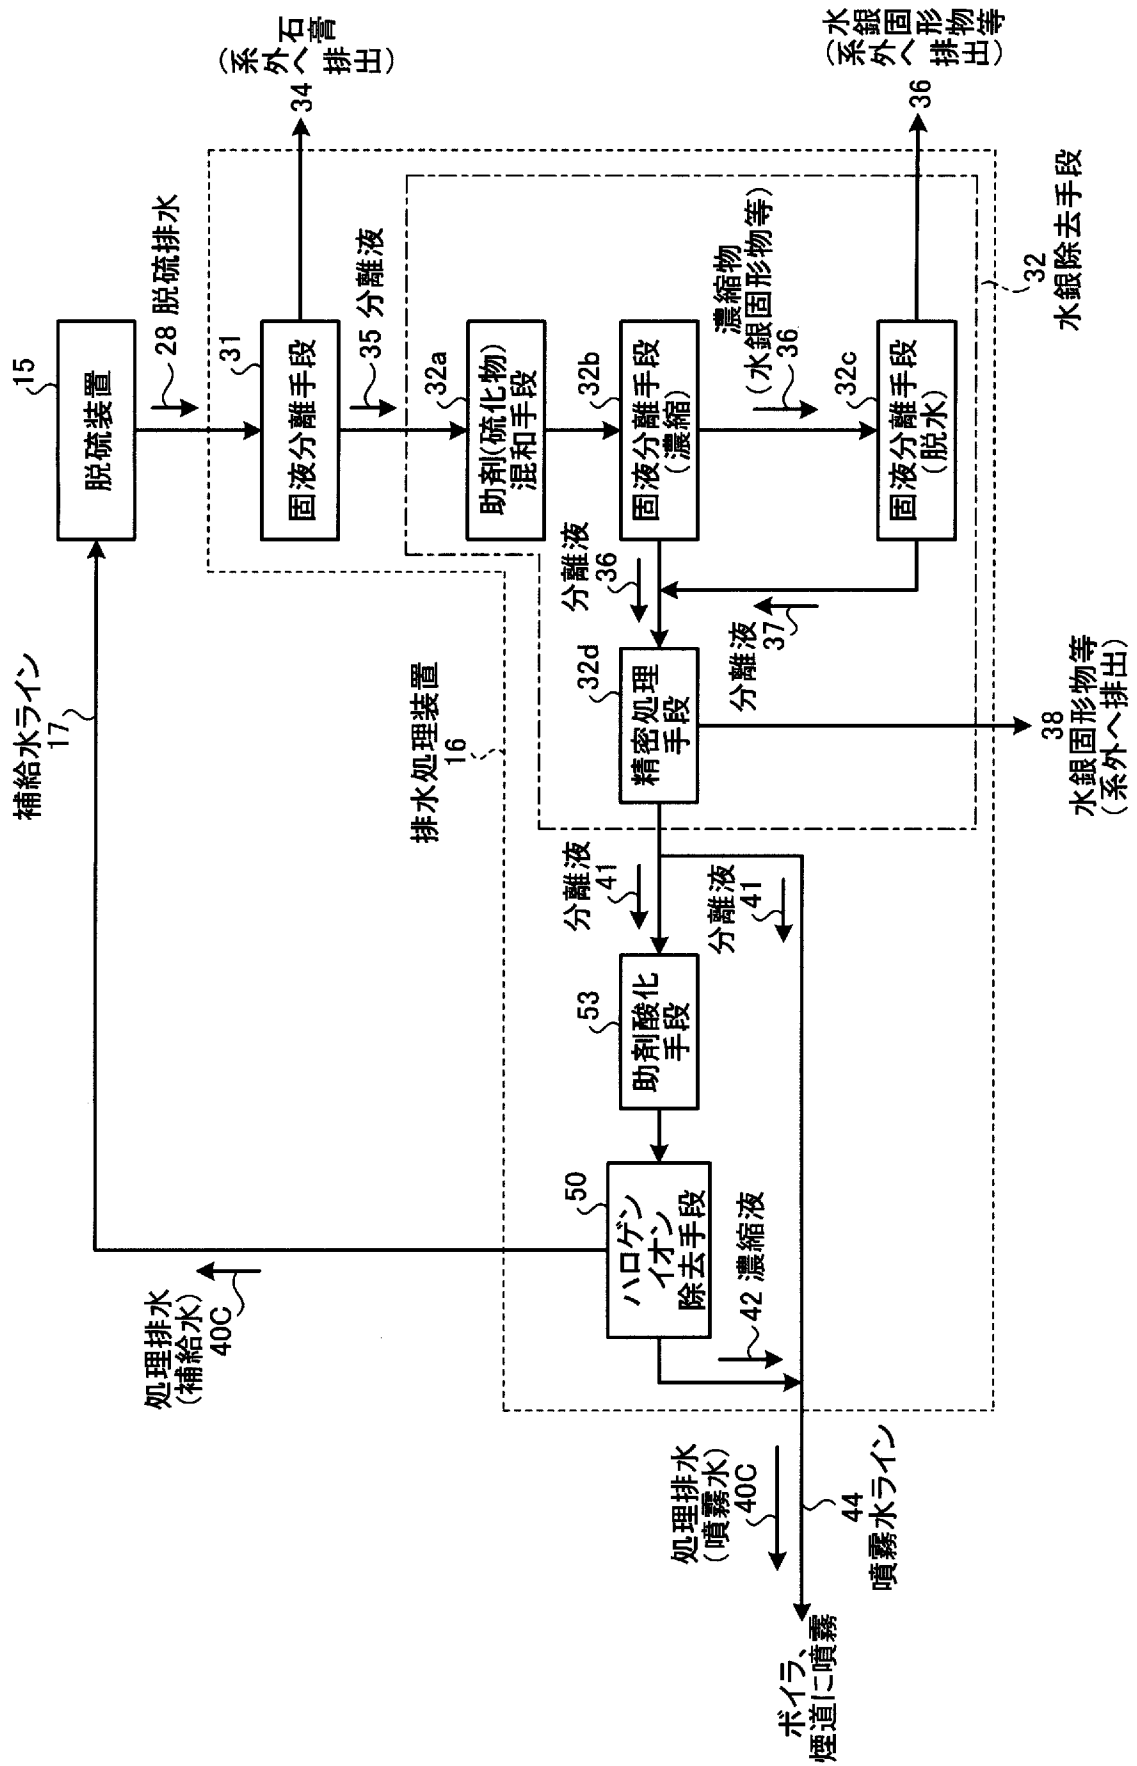 補給水ライン
17
処理排水
(補給水)
40C
15
脱硫装置
28 脱硫排水
石膏
(系外へ排出)
34
31
固液分離手段
35 分離液
排水処理装置
16
32a
助剤(硫化物)
混和手段
32b
固液分離手段
(濃縮)
濃縮物
(水銀固形物等)
36
32c
固液分離手段
(脱水)
水銀固形物等
(系外へ排出)
36
32
水銀除去手段
分離液
36
分離液
37
32d
精密処理
手段
38
水銀固形物等
(系外へ排出)
分離液
41
分離液
41
53
助剤酸化
手段
50
ハロゲン
イオン
除去手段
42 濃縮液
処理排水
(噴霧水)
40C
44
噴霧水ライン
ボイラ、
煙道に噴霧